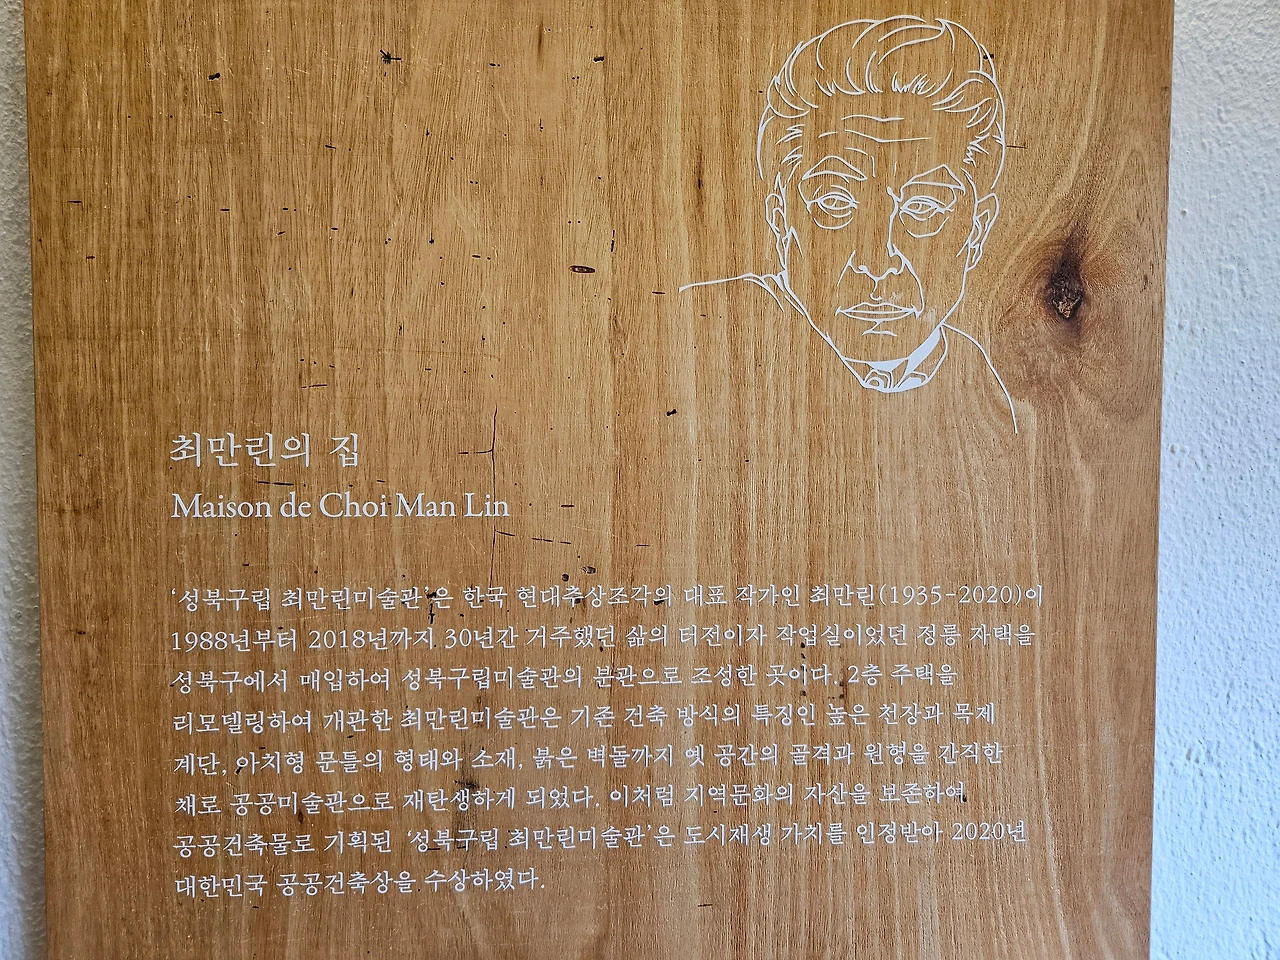 최만린의 집
Maison de Choi Man Lin
‘성북구립 최만린미술관’은 한국 현대추상조각의 대표 작가인 최만린(1935-2020)이
1988년부터 2018년까지 30년간 거주했던 삶의 터전이자 작업실이었던 정릉 자택을
성북구에서 매입하여 성북구립미술관의 분관으로 조성한 곳이다. 2층 주택을
리모델링하여 개관한 최만린미술관은 기존 건축 방식의 특징인 높은 천장과 목제
계단, 아치형 문틀의 형태와 소재, 붉은 벽돌까지 옛 공간의 골격과 원형을 간직한
채로 공공미술관으로 재탄생하게 되었다. 이처럼 지역문화의 자산을 보존하여
공공건축물로 기획된 ‘성북구립 최만린미술관’은 도시재생 가치를 인정받아 2020년
대한민국 공공건축상을 수상하였다.